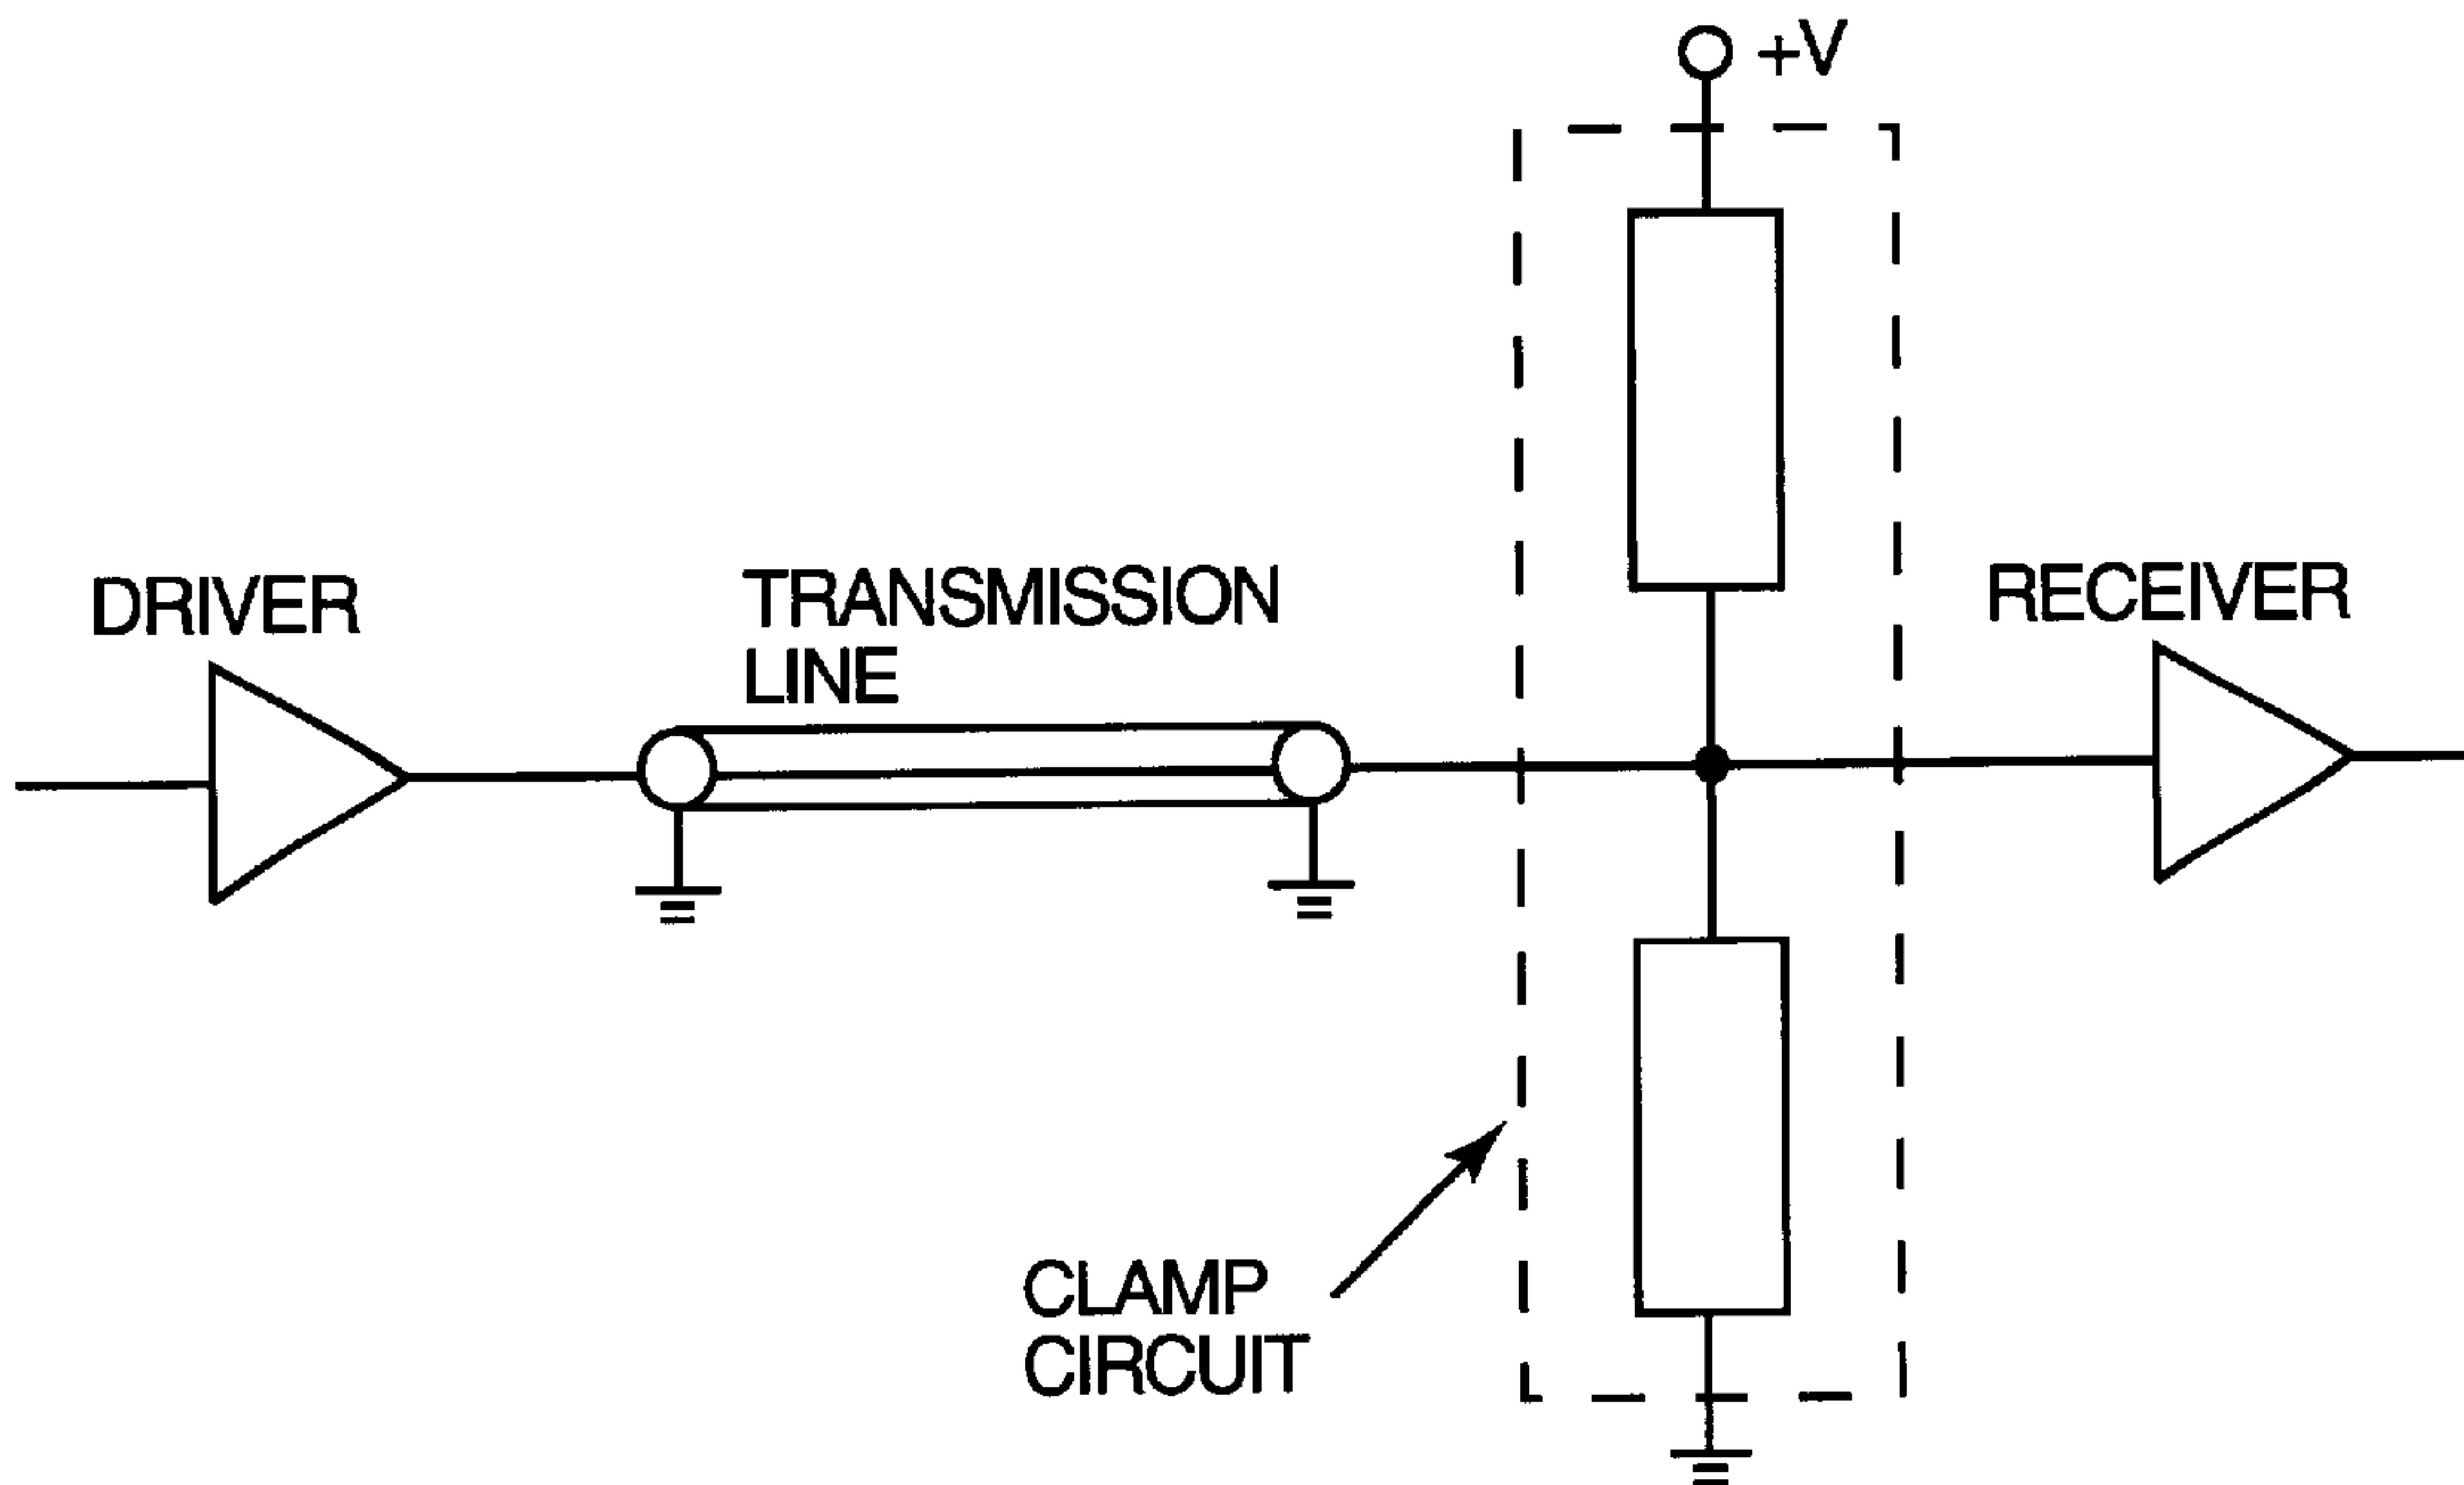 +V
DRIVER
TRANSMISSION
LINE
RECEIVER
CLAMP
CIRCUIT